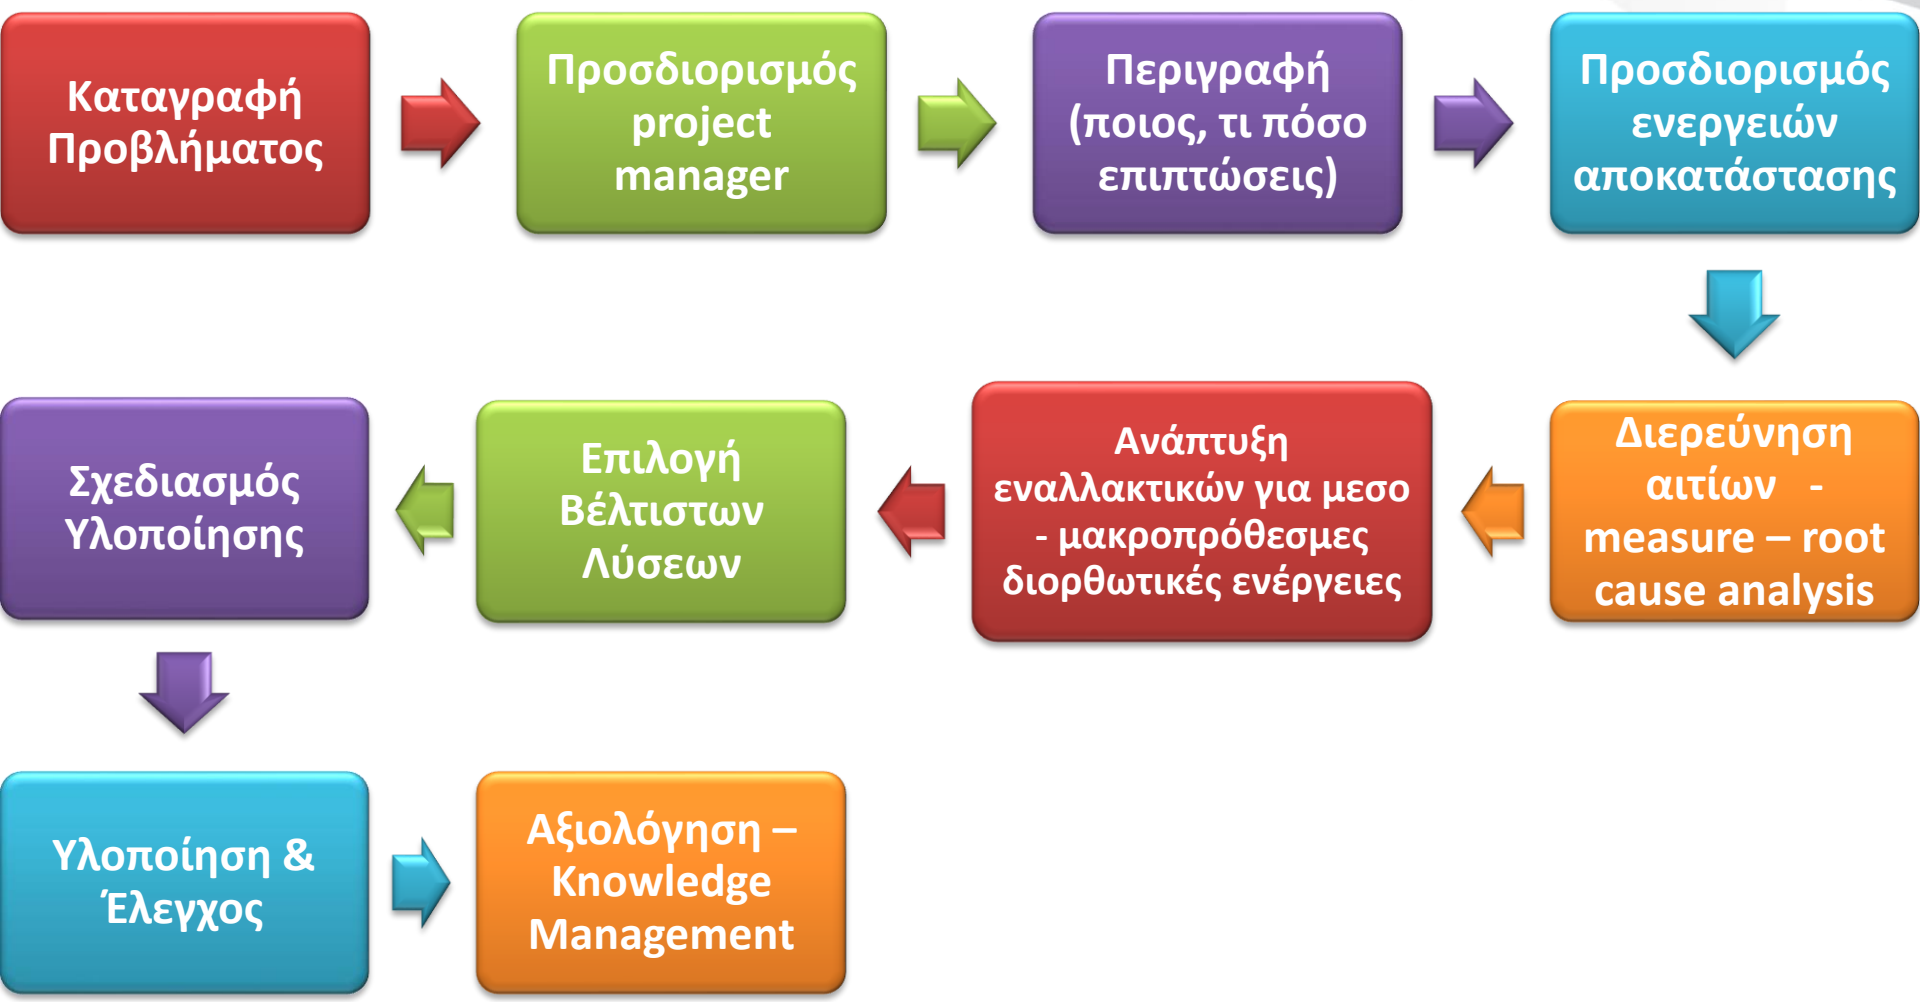 Καταγραφή
Προβλήματος
Προσδιορισμός
project
manager
Περιγραφή
(ποιος, τι πόσο
επιπτώσεις)
Προσδιορισμός
ενεργειών
αποκατάστασης
Διερεύνηση
αιτίων -
measure – root
cause analysis
Ανάπτυξη
εναλλακτικών για μεσο
- μακροπρόθεσμες
διορθωτικές ενέργειες
Επιλογή
Βέλτιστων
Λύσεων
Σχεδιασμός
Υλοποίησης
Υλοποίηση &
Έλεγχος
Αξιολόγηση –
Knowledge
Management